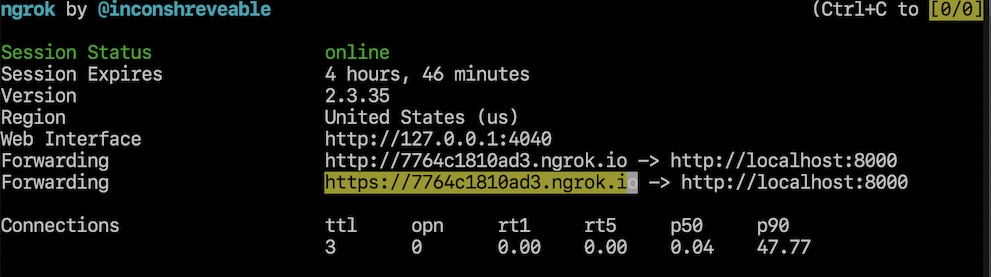 ngrok by @inconshreveable (Ctrl+C to [0/0]
Session Status online
Session Expires 4 hours, 46 minutes
Version 2.3.35
Region United States (us)
Web Interface http://127.0.0.1:4040
Forwarding http://7764c1810ad3.ngrok.io -> http://localhost:8000
Forwarding https://7764c1810ad3.ngrok.io -> http://localhost:8000
Connections ttl opn rt1 rt5 p50 p90
3 0 0.00 0.00 0.04 47.77